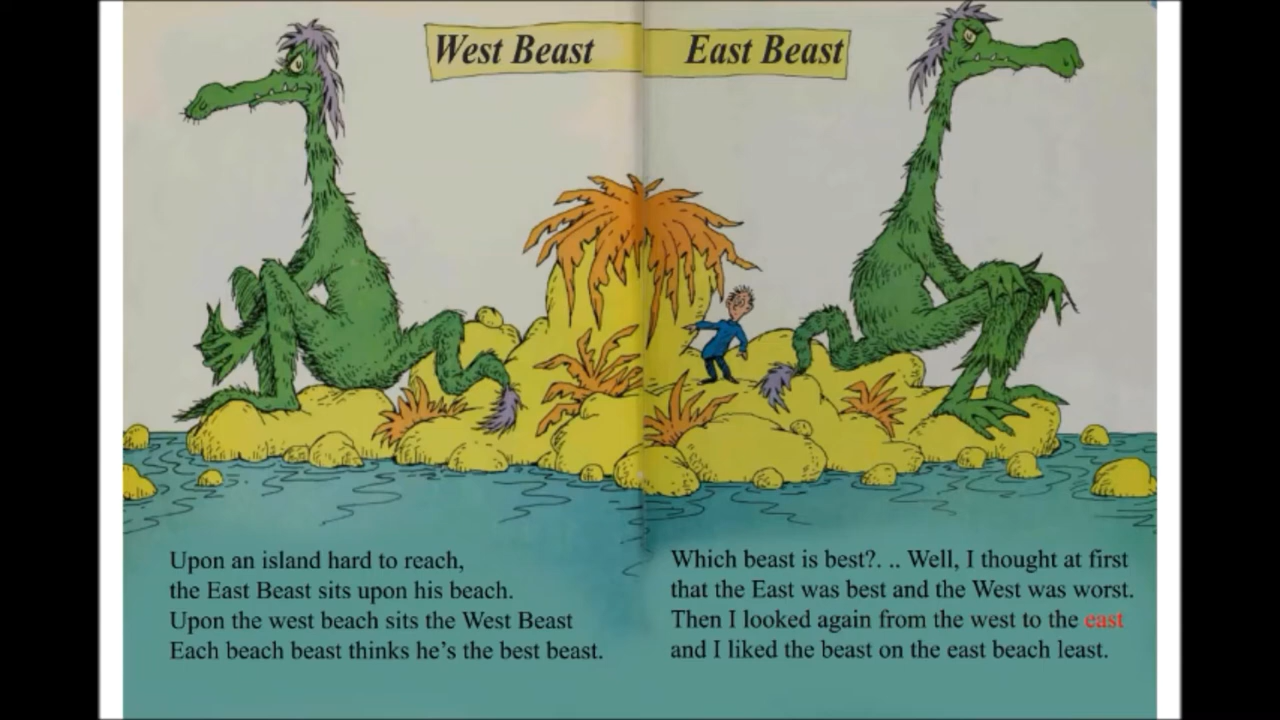 West Beast
East Beast
Upon an island hard to reach,
the East Beast sits upon his beach.
Upon the west beach sits the West Beast
Each beach beast thinks he's the best beast.
Which beast is best?. .. Well, I thought at first
that the East was best and the West was worst.
Then I looked again from the west to the east
and I liked the beast on the east beach least.